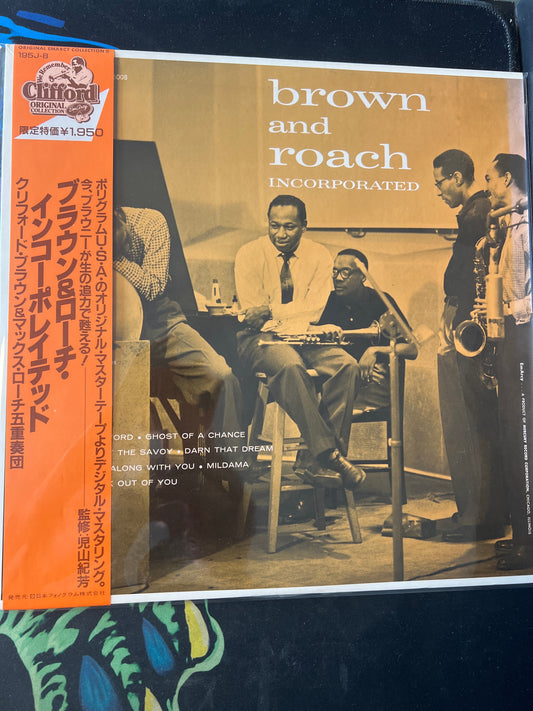 ORIGINAL EMARCY COLLECTION
195J-8
We Remember
Clifford
ORIGINAL
COLLECTION
限定特価¥1,950
ポリグラムU・S・A・のオリジナル・マスターテープよりデジタル・マスタリング。
今、ブラウニーが生の迫力で甦える!
監修・児山紀芳
ブラウン&ローチ・
インコーポレイテッド
クリフォード・ブラウン&マックス・ローチ五重奏団
発売元 日本フォノグラム株式会社
brown
and
roach
INCORPORATED
ORD • GHOST OF A CHANCE
THE SAVOY • DARN THAT DREAM
ALONG WITH YOU • MILDAMA
OUT OF YOU
EmArcy . . . A PRODUCT OF MERCURY RECORD CORPORATION, CHICAGO, ILLINOIS